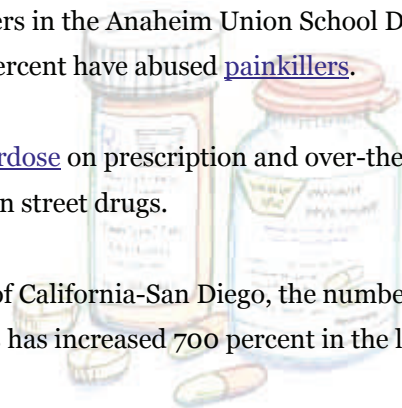 ers in the Anaheim Union School D
ercent have abused painkillers.
rdose on prescription and over-the
n street drugs.
of California-San Diego, the numbe
has increased 700 percent in the l